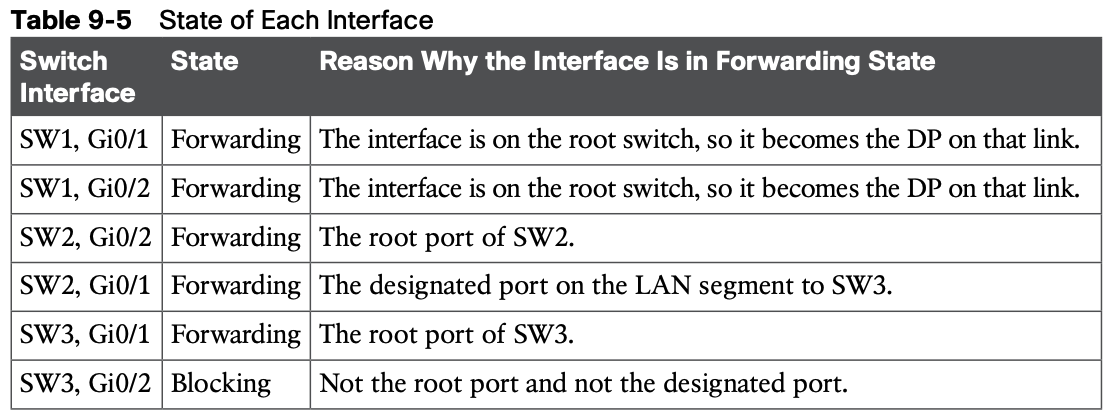 Table 9-5 State of Each Interface
Switch Interface State Reason Why the Interface Is in Forwarding State
SW1, Gi0/1 Forwarding The interface is on the root switch, so it becomes the DP on that link.
SW1, Gi0/2 Forwarding The interface is on the root switch, so it becomes the DP on that link.
SW2, Gi0/2 Forwarding The root port of SW2.
SW2, Gi0/1 Forwarding The designated port on the LAN segment to SW3.
SW3, Gi0/1 Forwarding The root port of SW3.
SW3, Gi0/2 Blocking Not the root port and not the designated port.